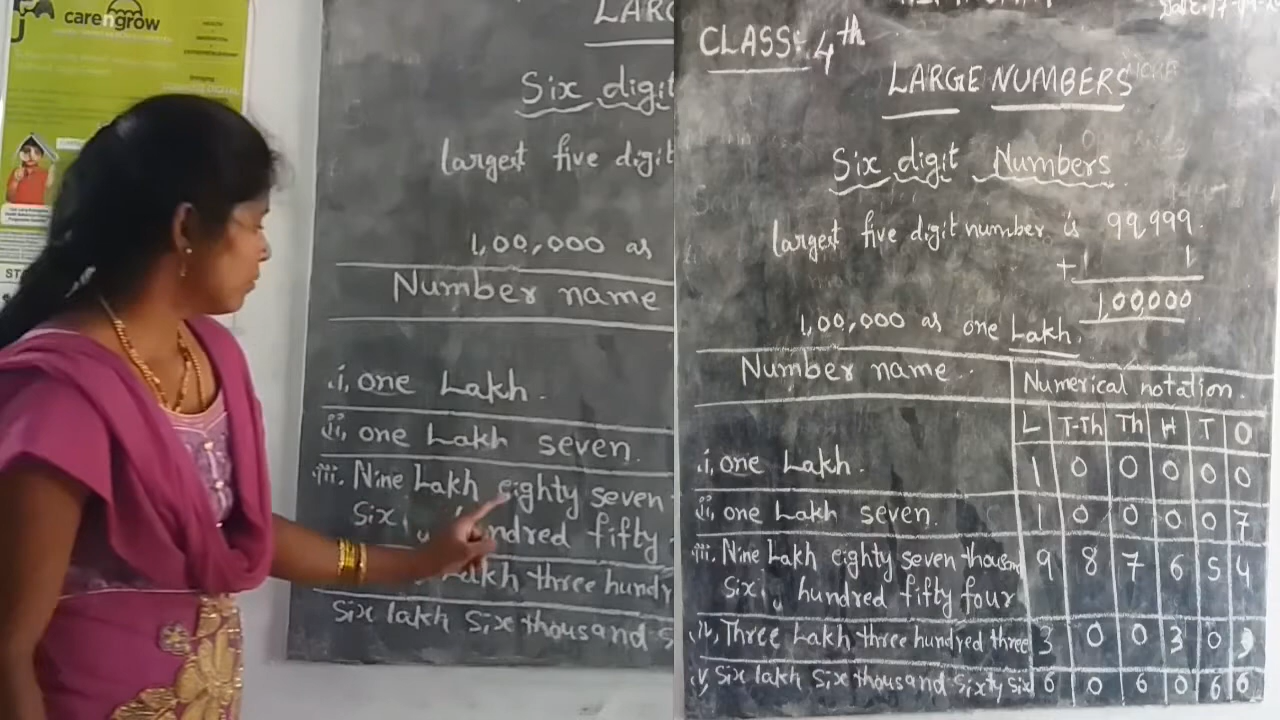 carengrow
Six digit
largest five digit
1,00,000 as
Number name
i, one Lakh.
ii, one Lakh seven.
iii. Nine Lakh eighty seven
Six, ndred fifty
Lakh three hundr
Six lakh Six thousand
CLASS: 4th
LARGE NUMBERS
Six digit Numbers
largest five digit number is 99,999.
+ 1
1,00,000
1,00,000 as one Lakh.
Number name Numerical notation.
L T-Th Th H T O
i, one Lakh. 1 0 0 0 0 0
ii, one Lakh seven. 1 0 0 0 0 7
iii. Nine Lakh eighty seven thousand 9 8 7 6 5 4
Six, hundred fifty four
iv, Three Lakh three hundred three 3 0 0 3 0 3
v, Six lakh Six thousand Sixty Six 6 0 6 0 6 6